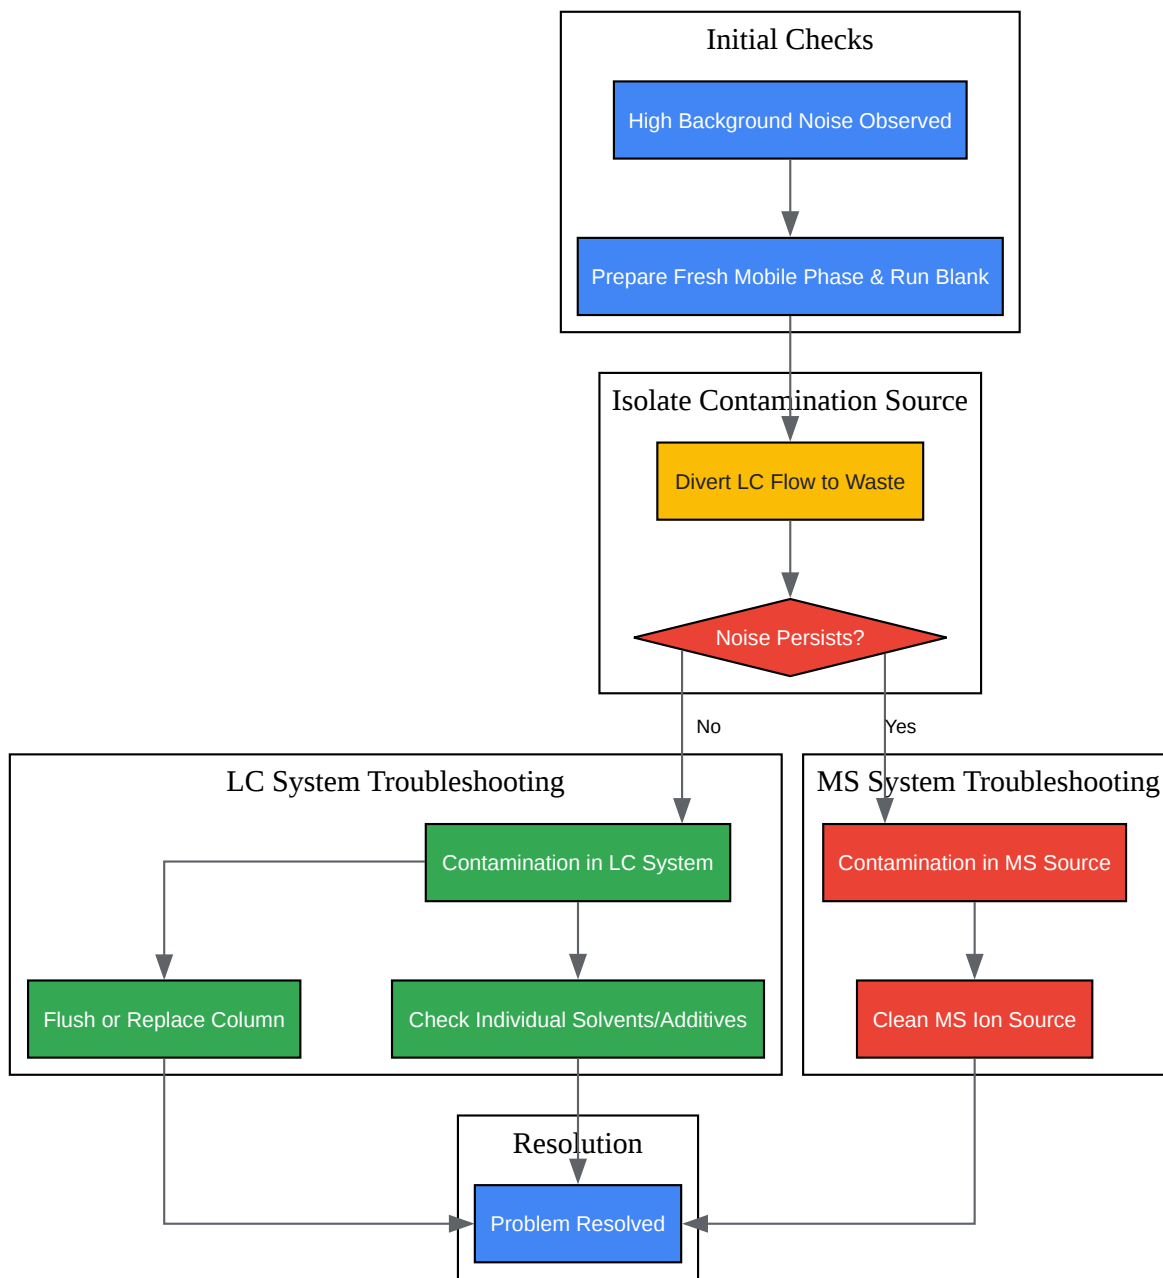 Initial Checks
High Background Noise Observed
Prepare Fresh Mobile Phase & Run Blank
Isolate Contamination Source
Divert LC Flow to Waste
Noise Persists?
No
Yes
LC System Troubleshooting
MS System Troubleshooting
Contamination in LC System
Contamination in MS Source
Flush or Replace Column
Check Individual Solvents/Additives
Clean MS Ion Source
Resolution
Problem Resolved